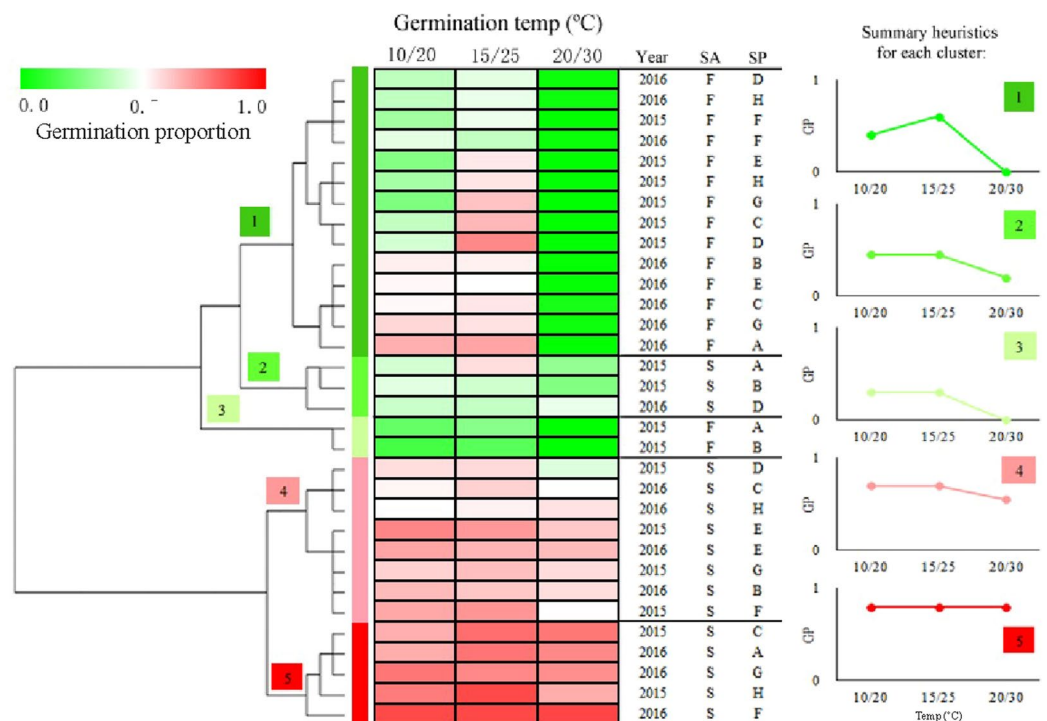 Germination temp (ºC)
10/20 15/25 20/30 Year SA SP
0.0 0.- 1.0
Germination proportion
2016 F D
2016 F H
2015 F F
2016 F F
2015 F E
2015 F H
2015 F G
2015 F C
2015 F D
2016 F B
2016 F E
2016 F C
2016 F G
2016 F A
2015 S A
2015 S B
2016 S D
2015 F A
2015 F B
2015 S D
2016 S C
2016 S H
2015 S E
2016 S E
2015 S G
2016 S B
2015 S F
2015 S C
2016 S A
2016 S G
2015 S H
2016 S F
1
2
3
4
5
Summary heuristics
for each cluster:
1
GP
0
1
10/20 15/25 20/30
1
GP
0
2
10/20 15/25 20/30
1
GP
0
3
10/20 15/25 20/30
1
GP
0
4
10/20 15/25 20/30
1
GP
0
5
10/20 15/25 20/30
Temp (°C)